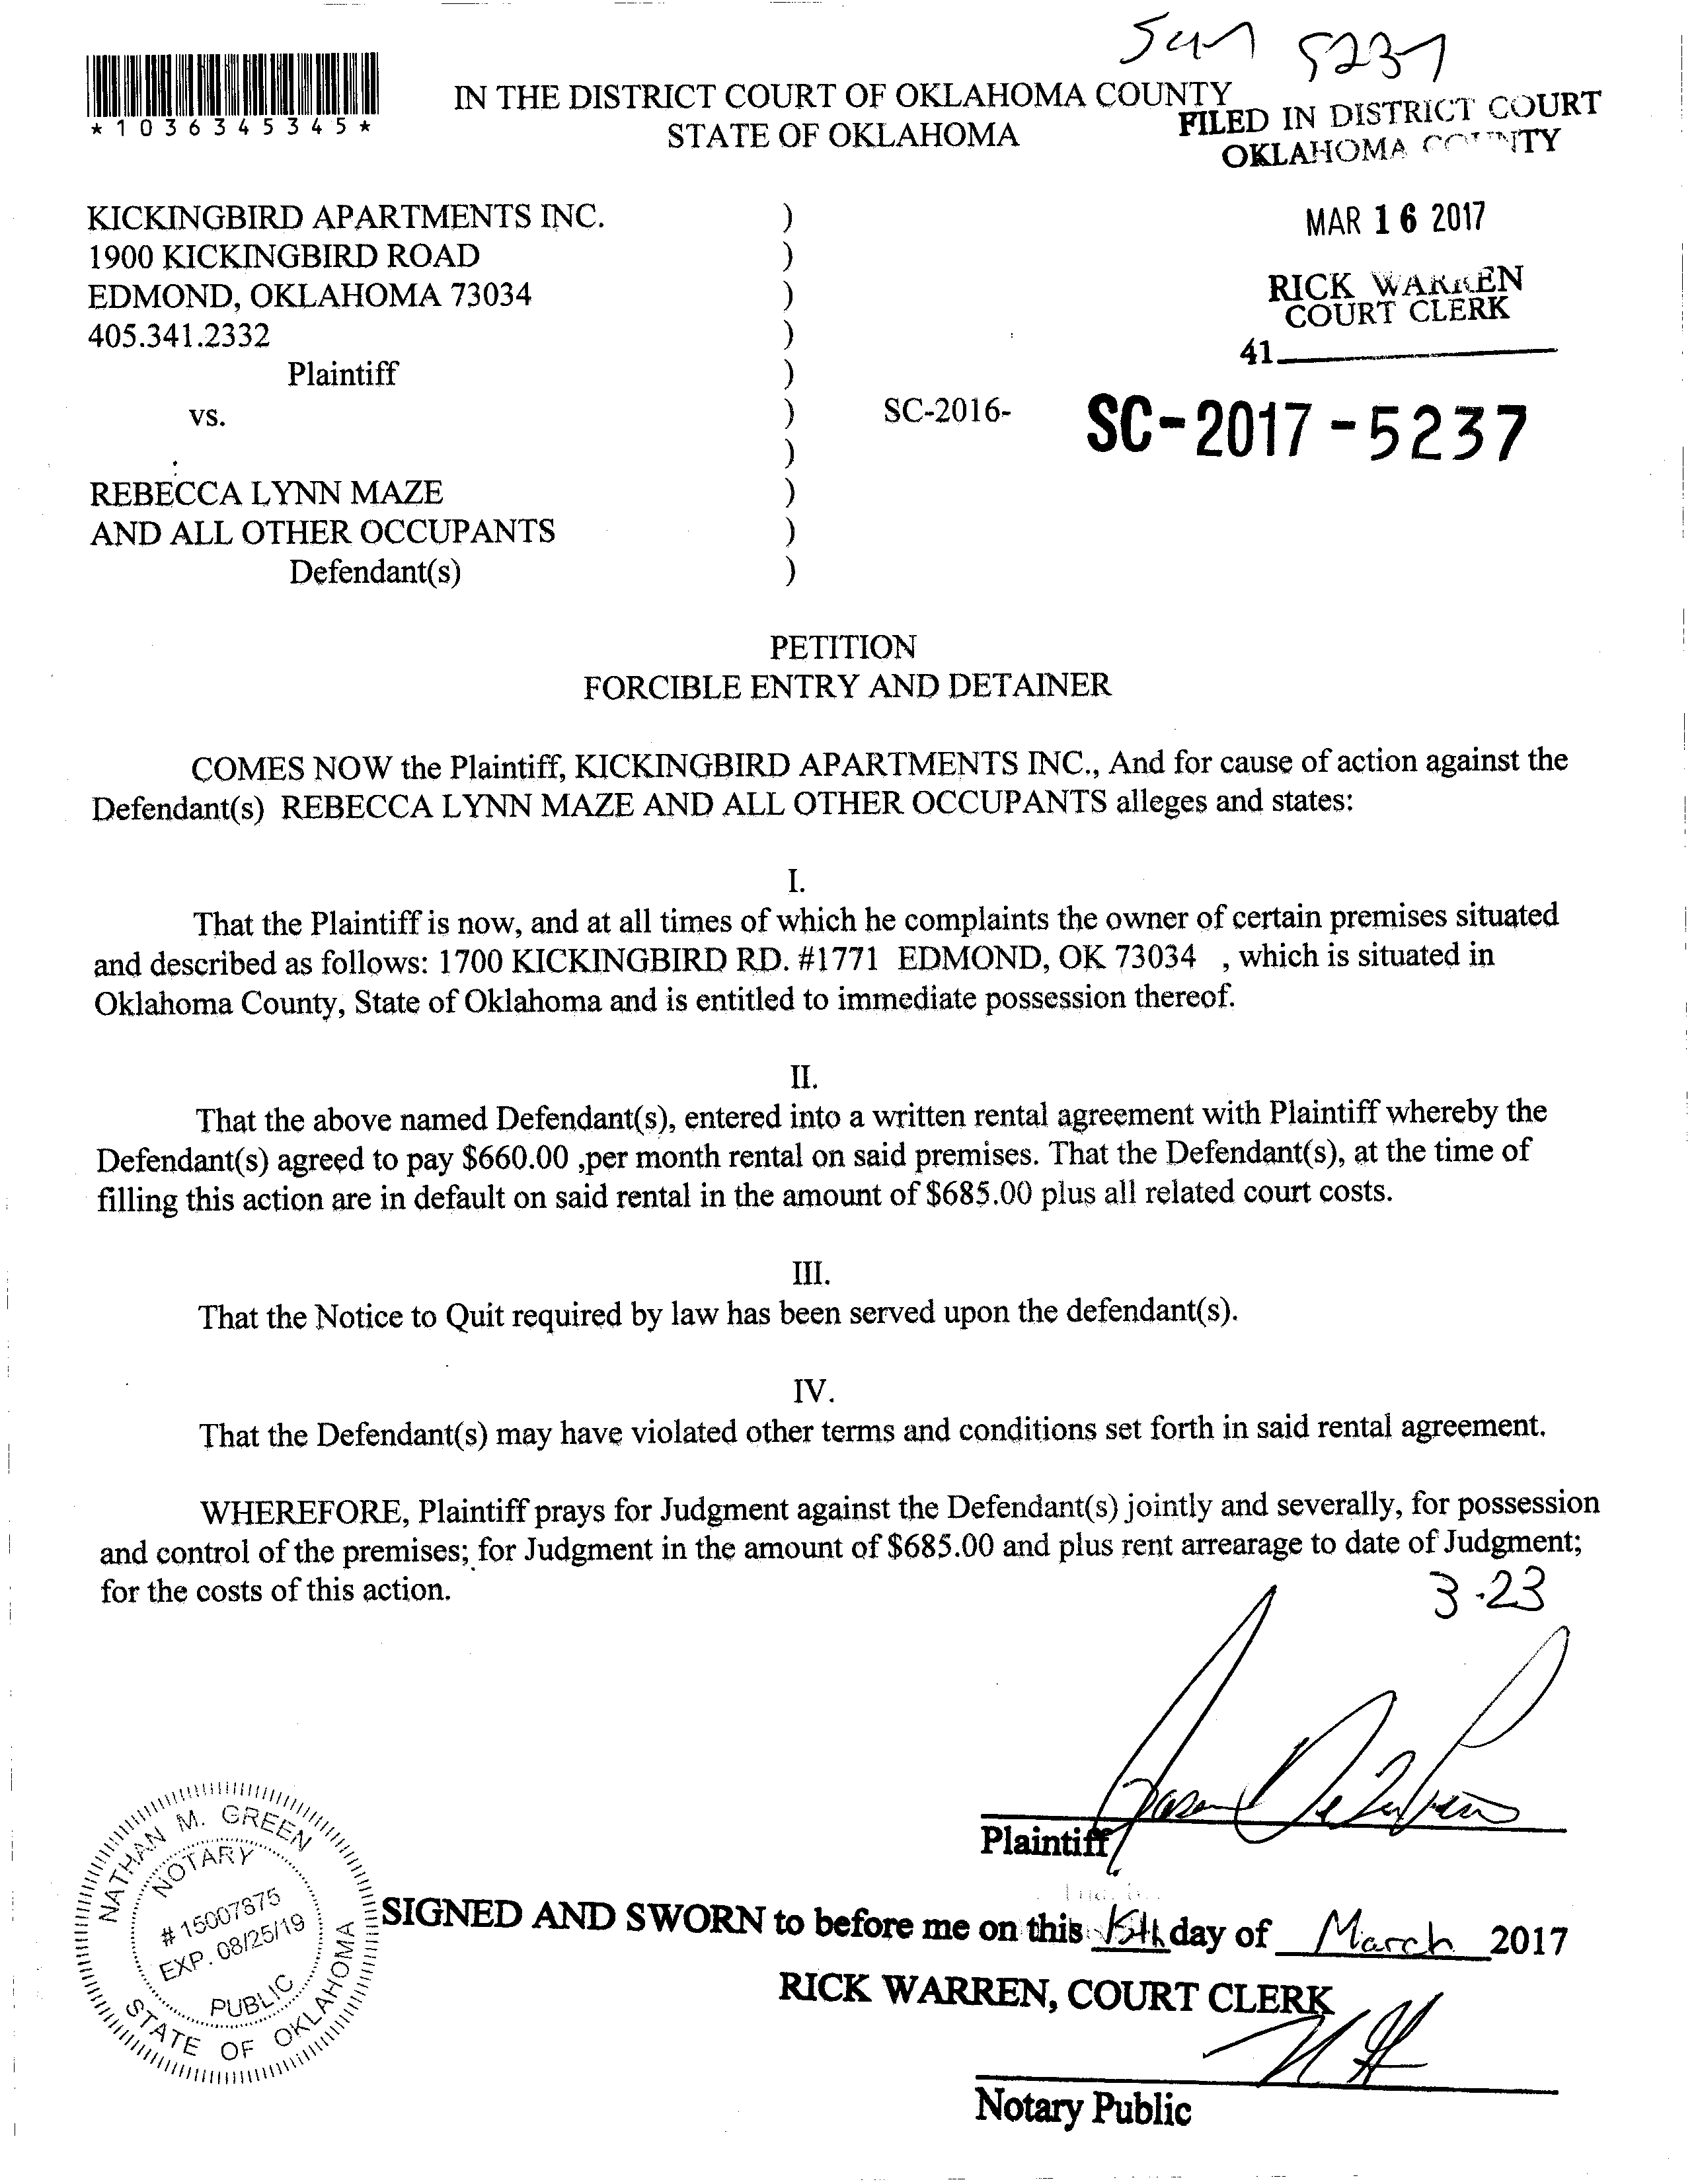 5237
*1036345345*
IN THE DISTRICT COURT OF OKLAHOMA COUNTY
STATE OF OKLAHOMA
FILED IN DISTRICT COURT
OKLAHOMA COUNTY
MAR 16 2017
RICK WARREN
COURT CLERK
41
KICKINGBIRD APARTMENTS INC. )
1900 KICKINGBIRD ROAD )
EDMOND, OKLAHOMA 73034 )
405.341.2332 )
Plaintiff )
vs. ) SC-2016- SC-2017-5237
)
REBECCA LYNN MAZE )
AND ALL OTHER OCCUPANTS )
Defendant(s) )
PETITION
FORCIBLE ENTRY AND DETAINER
COMES NOW the Plaintiff, KICKINGBIRD APARTMENTS INC., And for cause of action against the
Defendant(s) REBECCA LYNN MAZE AND ALL OTHER OCCUPANTS alleges and states:
I.
That the Plaintiff is now, and at all times of which he complaints the owner of certain premises situated
and described as follows: 1700 KICKINGBIRD RD. #1771 EDMOND, OK 73034 , which is situated in
Oklahoma County, State of Oklahoma and is entitled to immediate possession thereof.
II.
That the above named Defendant(s), entered into a written rental agreement with Plaintiff whereby the
Defendant(s) agreed to pay $660.00 ,per month rental on said premises. That the Defendant(s), at the time of
filling this action are in default on said rental in the amount of $685.00 plus all related court costs.
III.
That the Notice to Quit required by law has been served upon the defendant(s).
IV.
That the Defendant(s) may have violated other terms and conditions set forth in said rental agreement.
WHEREFORE, Plaintiff prays for Judgment against the Defendant(s) jointly and severally, for possession
and control of the premises; for Judgment in the amount of $685.00 and plus rent arrearage to date of Judgment;
for the costs of this action.
3-23
Plaintiff
NATHAN M. GREEN
NOTARY
#15007875
EXP. 08/25/19
PUBLIC
STATE OF OKLAHOMA
SIGNED AND SWORN to before me on this 15th day of March 2017
RICK WARREN, COURT CLERK
Notary Public